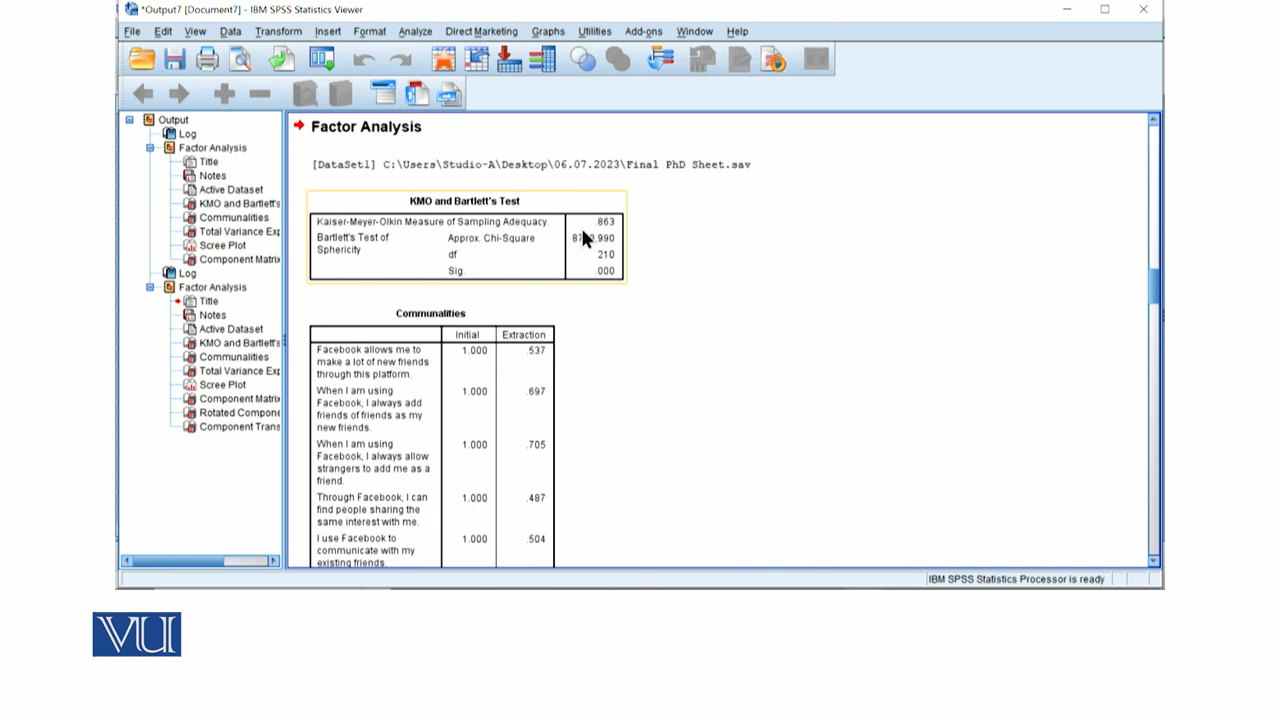 *Output7 [Document7] - IBM SPSS Statistics Viewer
File Edit View Data Transform Insert Format Analyze Direct Marketing Graphs Utilities Add-ons Window Help
Output
Log
Factor Analysis
Title
Notes
Active Dataset
KMO and Bartlett's
Communalities
Total Variance Exp
Scree Plot
Component Matrix
Log
Factor Analysis
Title
Notes
Active Dataset
KMO and Bartlett's
Communalities
Total Variance Exp
Scree Plot
Component Matrix
Rotated Compone
Component Trans
Factor Analysis
[DataSet1] C:\Users\Studio-A\Desktop\06.07.2023\Final PhD Sheet.sav
KMO and Bartlett's Test
Kaiser-Meyer-Olkin Measure of Sampling Adequacy. .863
Bartlett's Test of Approx. Chi-Square
Sphericity
df 210
Sig. .000
Communalities
Initial Extraction
Facebook allows me to 1.000 .537
make a lot of new friends
through this platform.
When I am using 1.000 .697
Facebook, I always add
friends of friends as my
new friends.
When I am using 1.000 .705
Facebook, I always allow
strangers to add me as a
friend.
Through Facebook, I can 1.000 .487
find people sharing the
same interest with me.
I use Facebook to 1.000 .504
communicate with my
existing friends.
IBM SPSS Statistics Processor is ready
VU